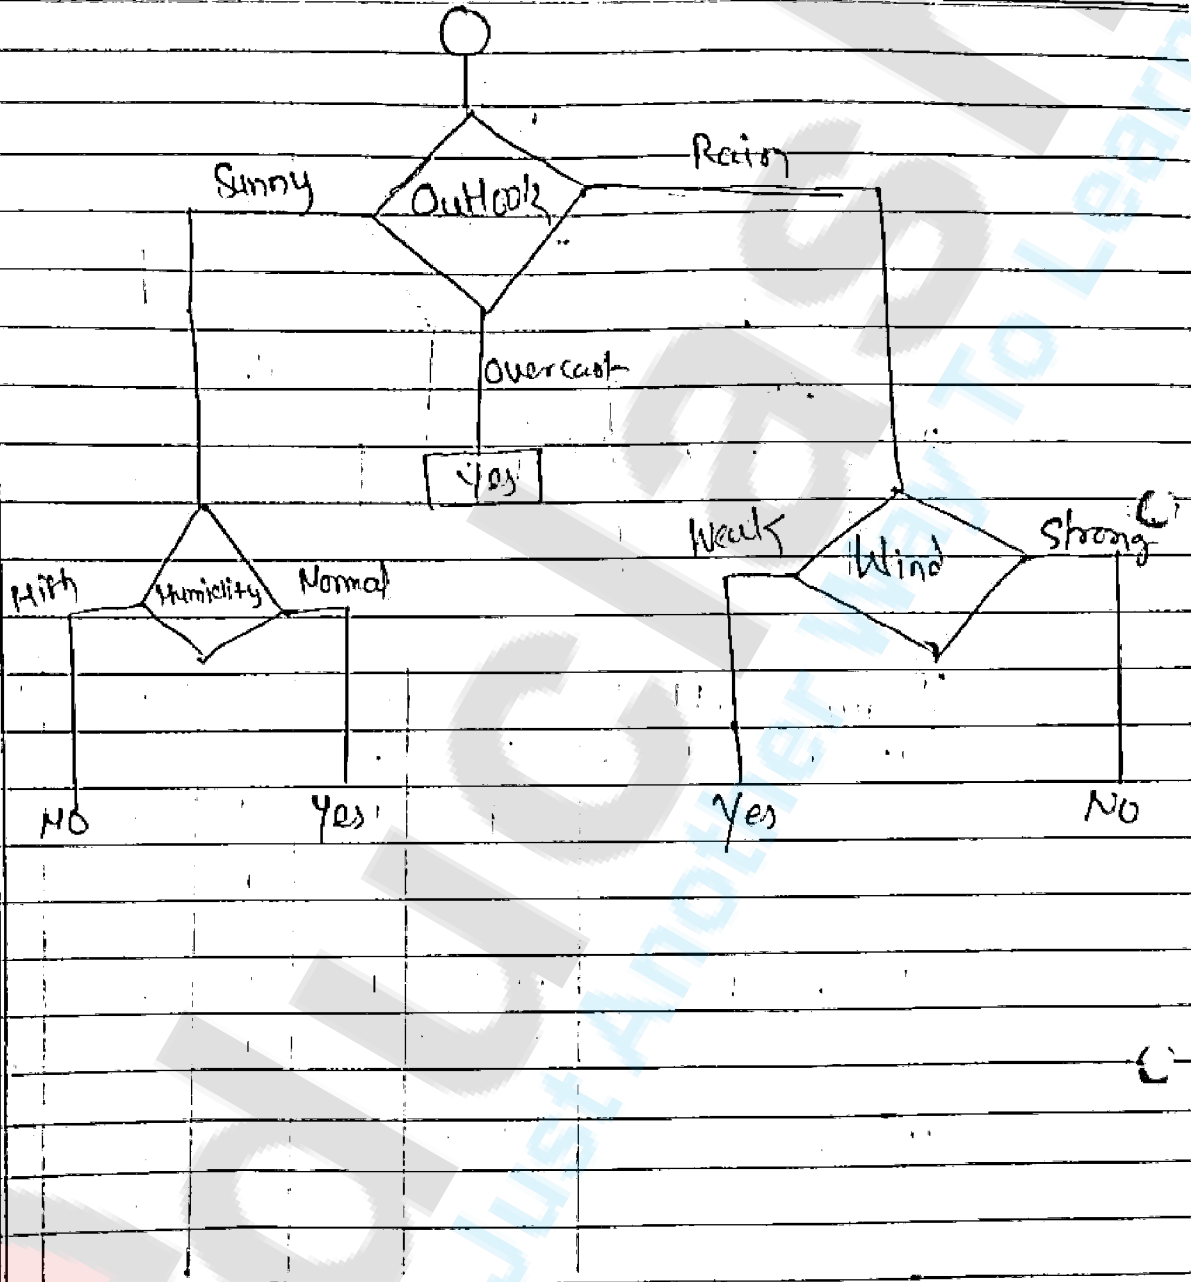 Rain
Sunny
Outlook
Overcast
Yes
Weak
Strong
Wind
High
Humidity
Normal
NO
Yes
Yes
NO
Just Another Way To Learn